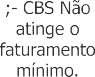 ;- CBS Não
atinge o
faturamento
mínimo.